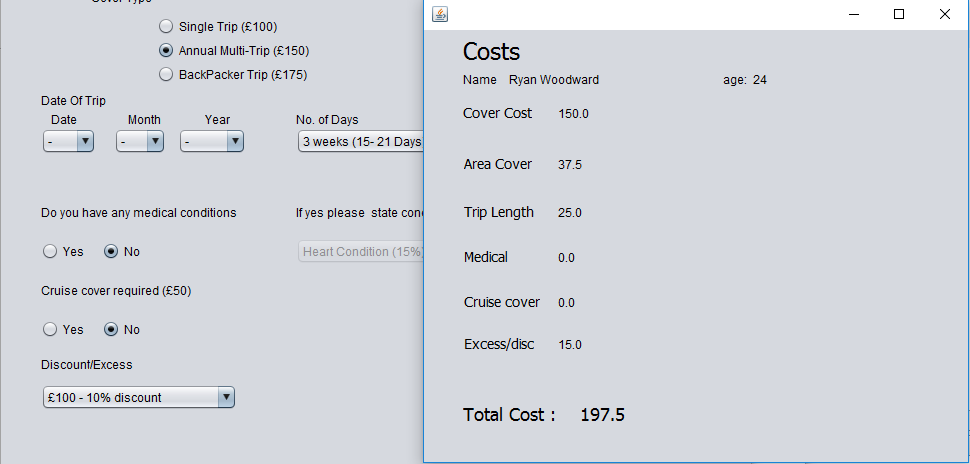 Cover Type
Single Trip (£100)
Annual Multi-Trip (£150)
BackPacker Trip (£175)
Date Of Trip
Date Month Year No. of Days
- - - 3 weeks (15- 21 Days
Do you have any medical conditions If yes please state con
Yes No Heart Condition (15%)
Cruise cover required (£50)
Yes No
Discount/Excess
£100 - 10% discount
Costs
Name Ryan Woodward age: 24
Cover Cost 150.0
Area Cover 37.5
Trip Length 25.0
Medical 0.0
Cruise cover 0.0
Excess/disc 15.0
Total Cost : 197.5